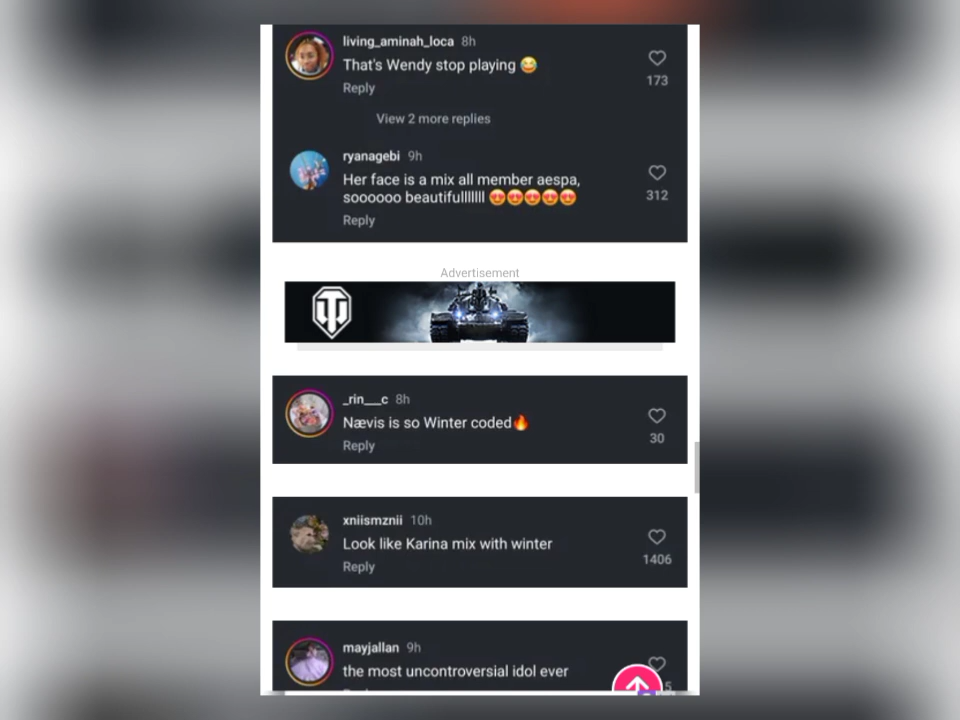 living_aminah_loca 8h
That's Wendy stop playing 😂
173
Reply
View 2 more replies
ryanagebi 9h
Her face is a mix all member aespa,
soooooo beautifulllllll 😍😍😍😍😍
312
Reply
Advertisement
_rin___c 8h
Nævis is so Winter coded🔥
30
Reply
xniismznii 10h
Look like Karina mix with winter
1406
Reply
mayjallan 9h
the most uncontroversial idol ever